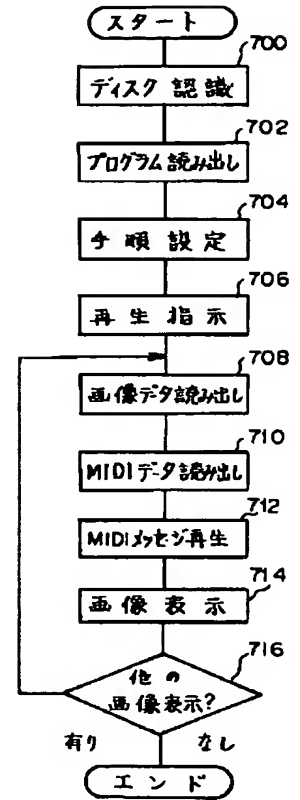 スタート
700
ディスク認識
702
プログラム読み出し
704
手順設定
706
再生指示
708
画像データ読み出し
710
MIDIデータ読み出し
712
MIDIメッセジ再生
714
画像表示
716
他の
画像表示?
有り なし
エンド